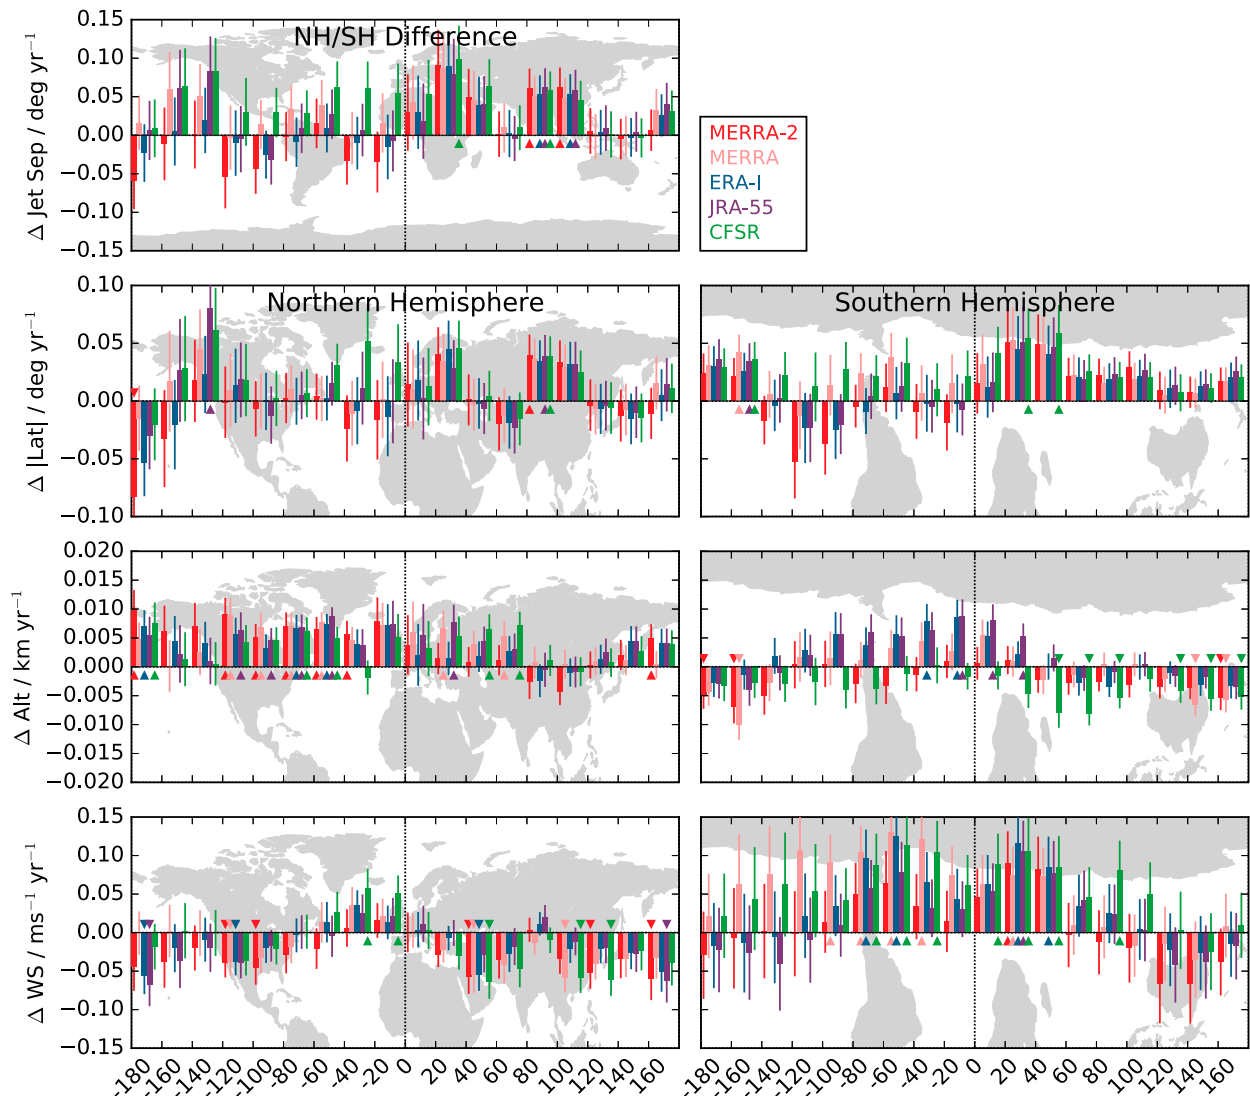 NH/SH Difference
Δ Jet Sep / deg yr⁻¹
0.15
0.10
0.05
0.00
−0.05
−0.10
−0.15
MERRA-2
MERRA
ERA-I
JRA-55
CFSR
Northern Hemisphere
Δ |Lat| / deg yr⁻¹
0.10
0.05
0.00
−0.05
−0.10
Southern Hemisphere
Δ Alt / km yr⁻¹
0.020
0.015
0.010
0.005
0.000
−0.005
−0.010
−0.015
−0.020
Δ WS / ms⁻¹ yr⁻¹
0.15
0.10
0.05
0.00
−0.05
−0.10
−0.15
-180 -160 -140 -120 -100 -80 -60 -40 -20 0 20 40 60 80 100 120 140 160
-180 -160 -140 -120 -100 -80 -60 -40 -20 0 20 40 60 80 100 120 140 160